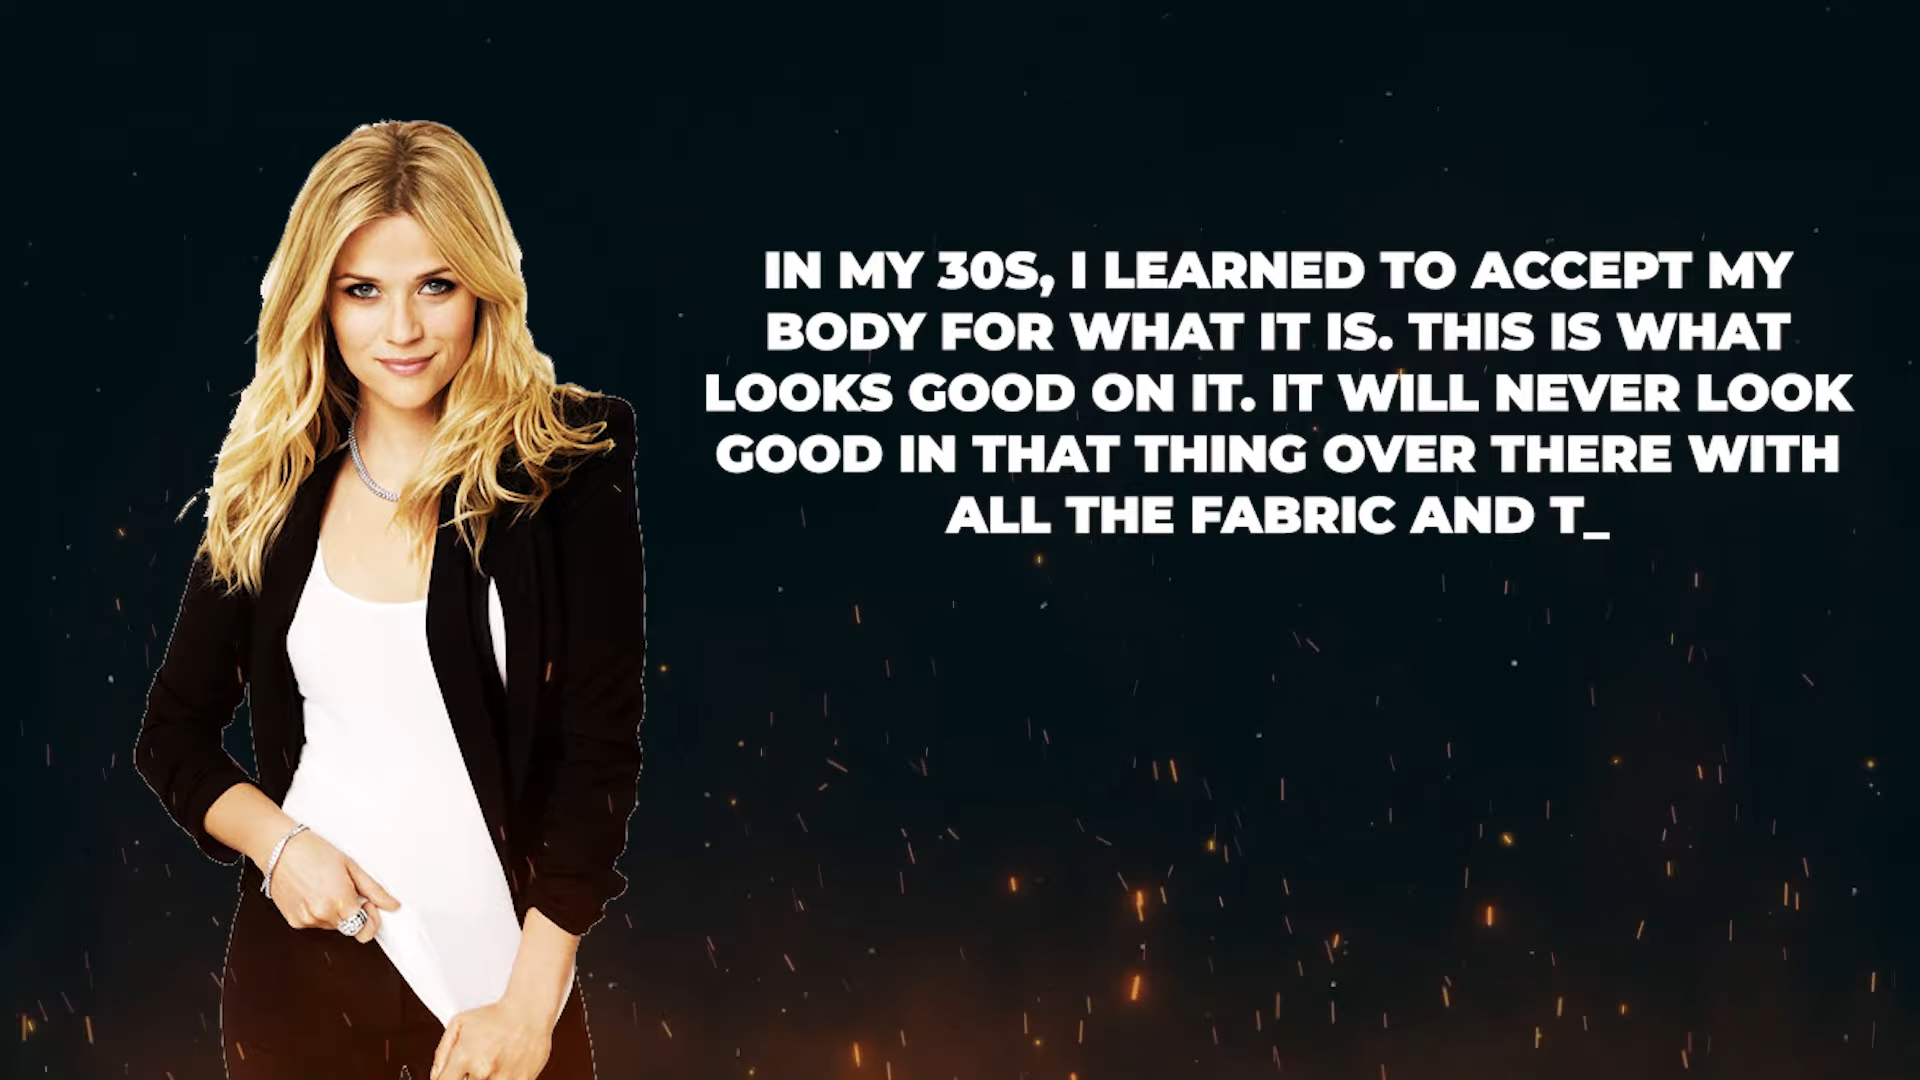 IN MY 30S, I LEARNED TO ACCEPT MY
BODY FOR WHAT IT IS. THIS IS WHAT
LOOKS GOOD ON IT. IT WILL NEVER LOOK
GOOD IN THAT THING OVER THERE WITH
ALL THE FABRIC AND T_